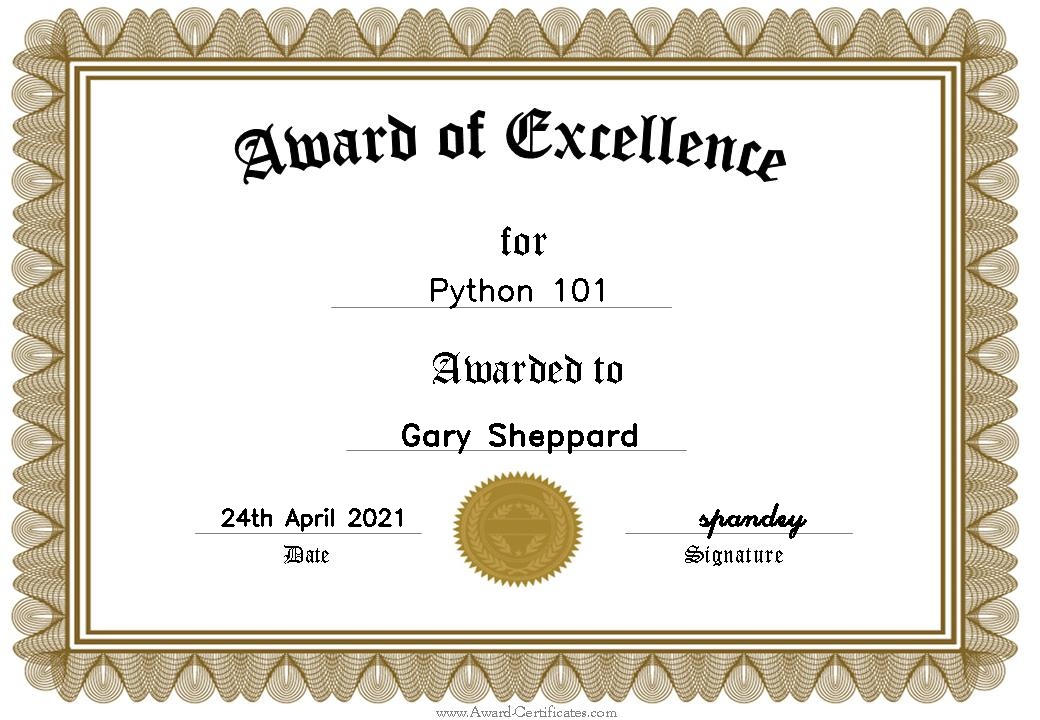 Award of Excellence
for
Python 101
Awarded to
Gary Sheppard
24th April 2021
spandey
Date
Signature
www.Award-Certificates.com